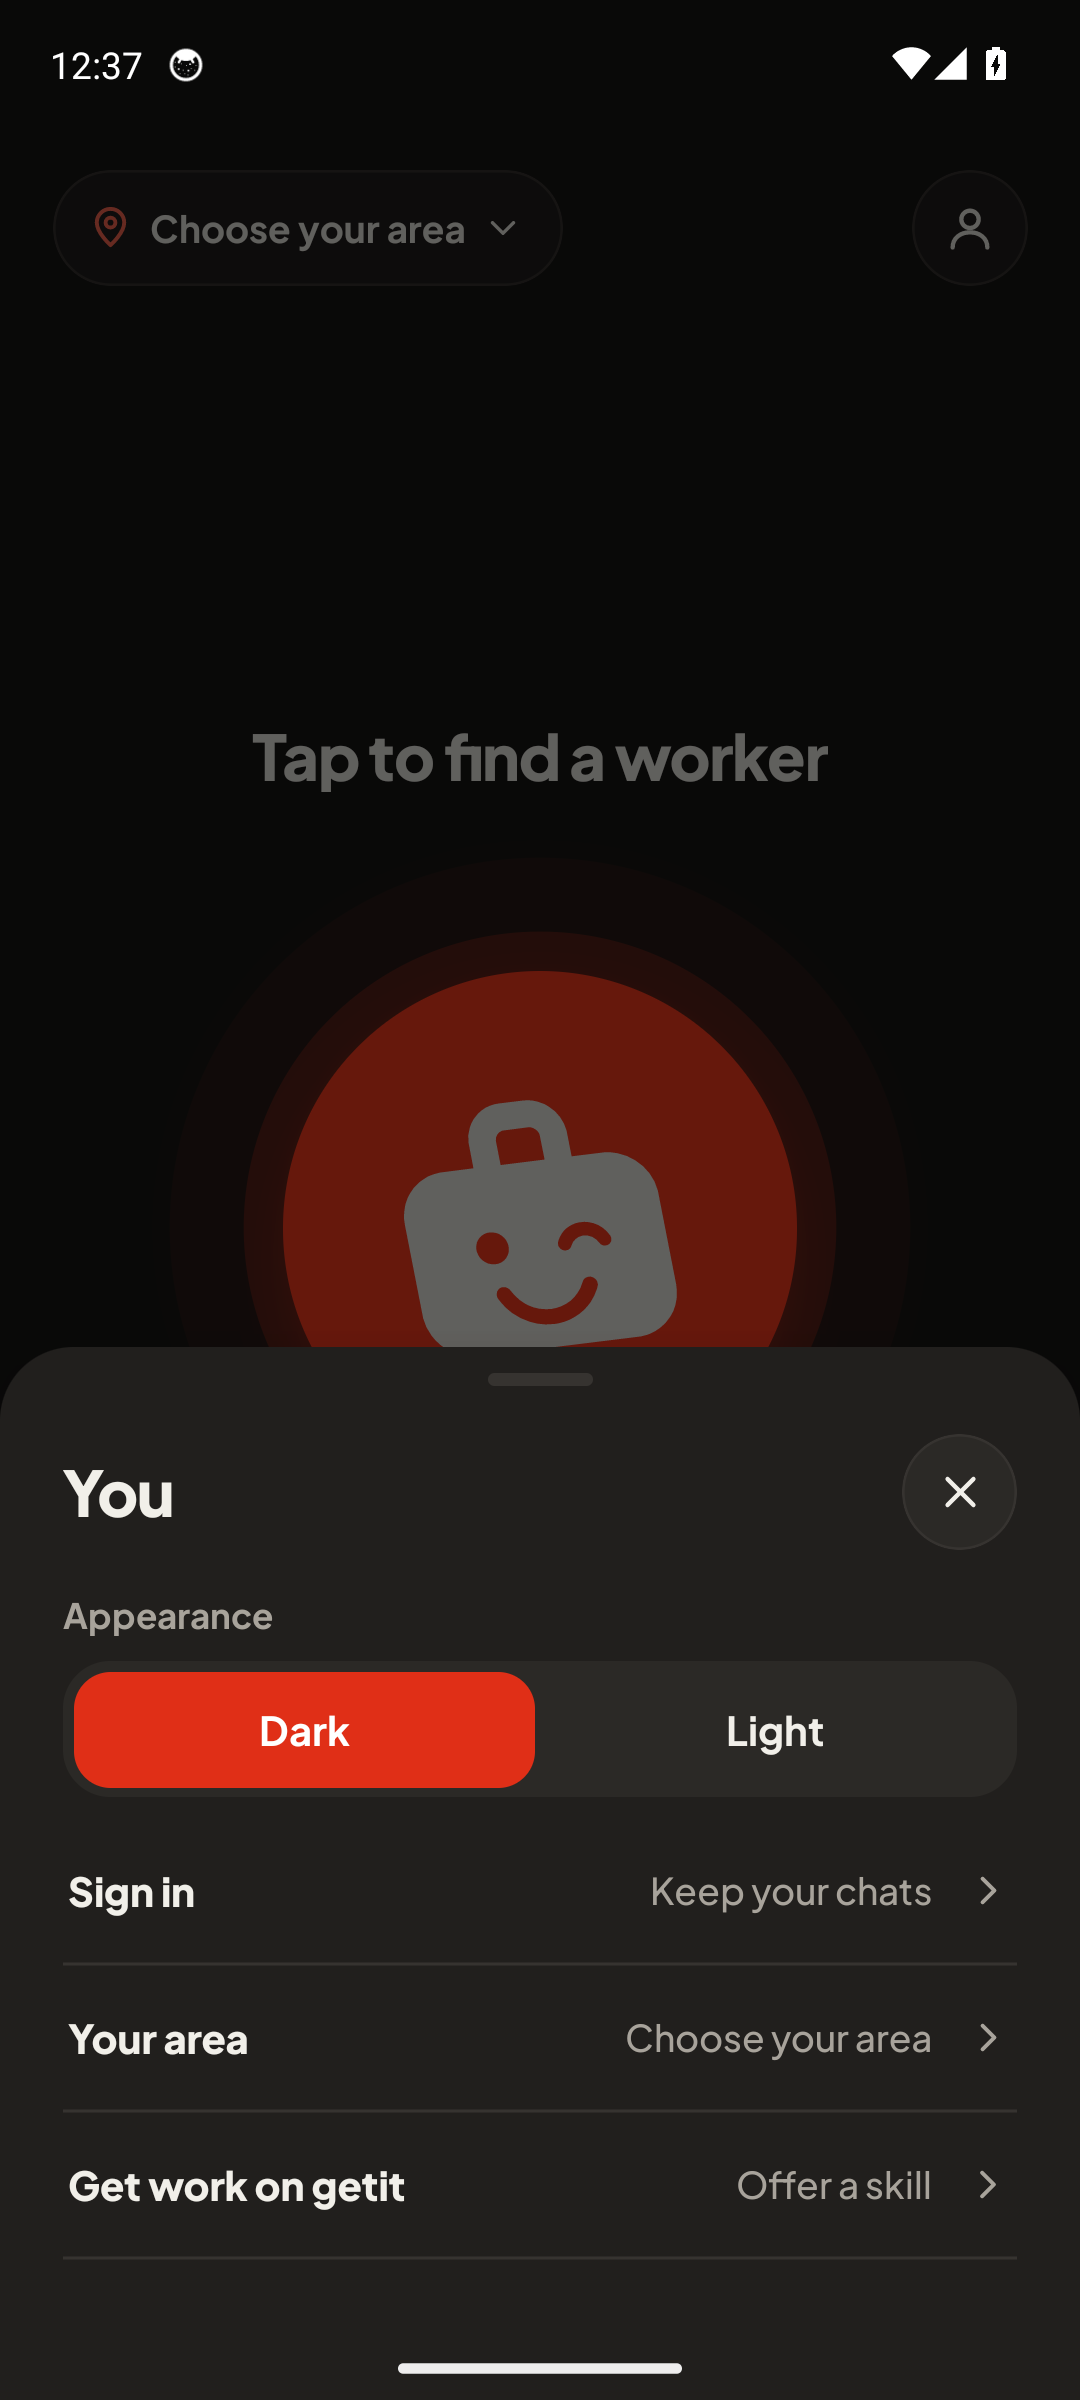 12:37
Choose your area
Tap to find a worker
You
Appearance
Dark
Light
Sign in
Keep your chats
Your area
Choose your area
Get work on getit
Offer a skill